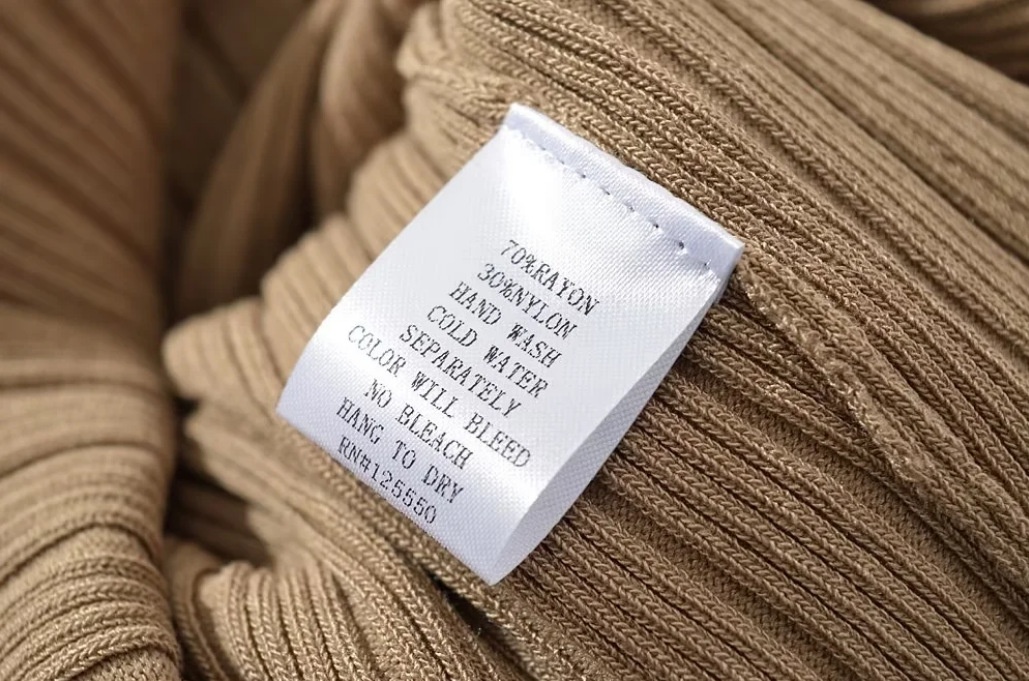 70%RAYON
30%NYLON
HAND WASH
COLD WATER
SEPARATELY
COLOR WILL BLEED
NO BLEACH
HANG TO DRY
RN#125550